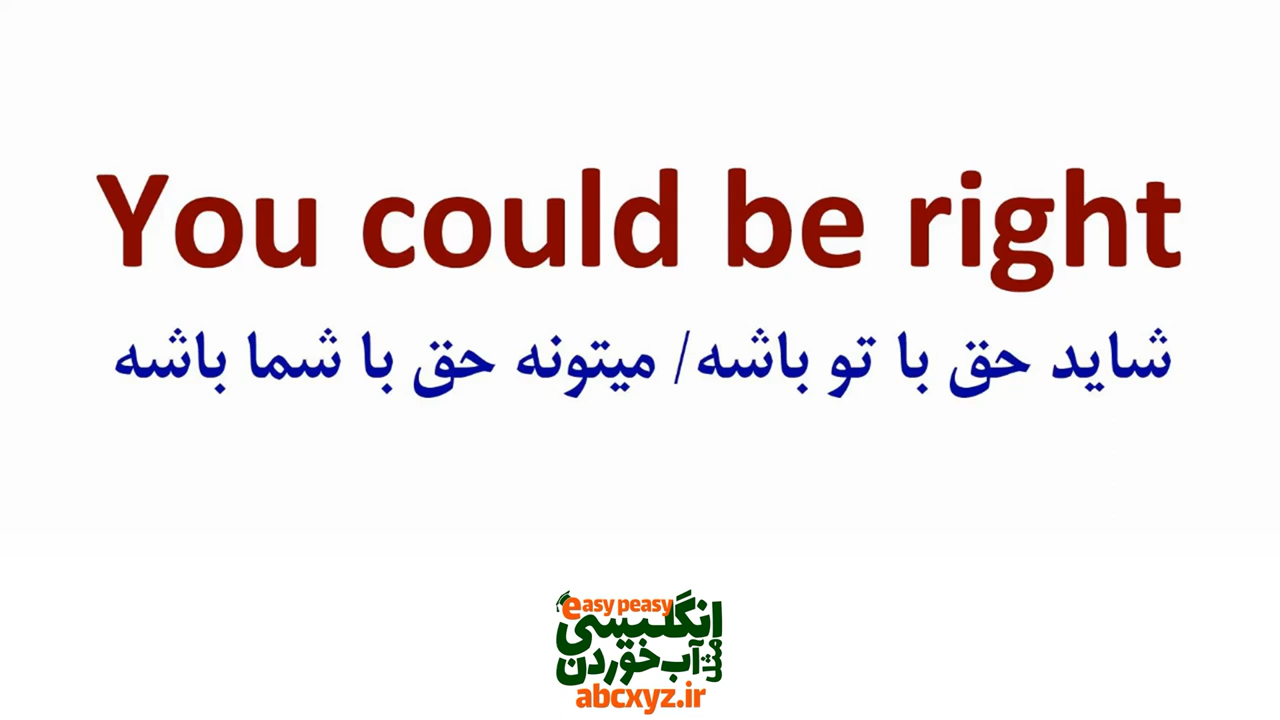 You could be right
شاید حق با تو باشه/ میتونه حق با شما باشه
easy peasy
انگلیسی
مثل آب خوردن
abcxyz.ir